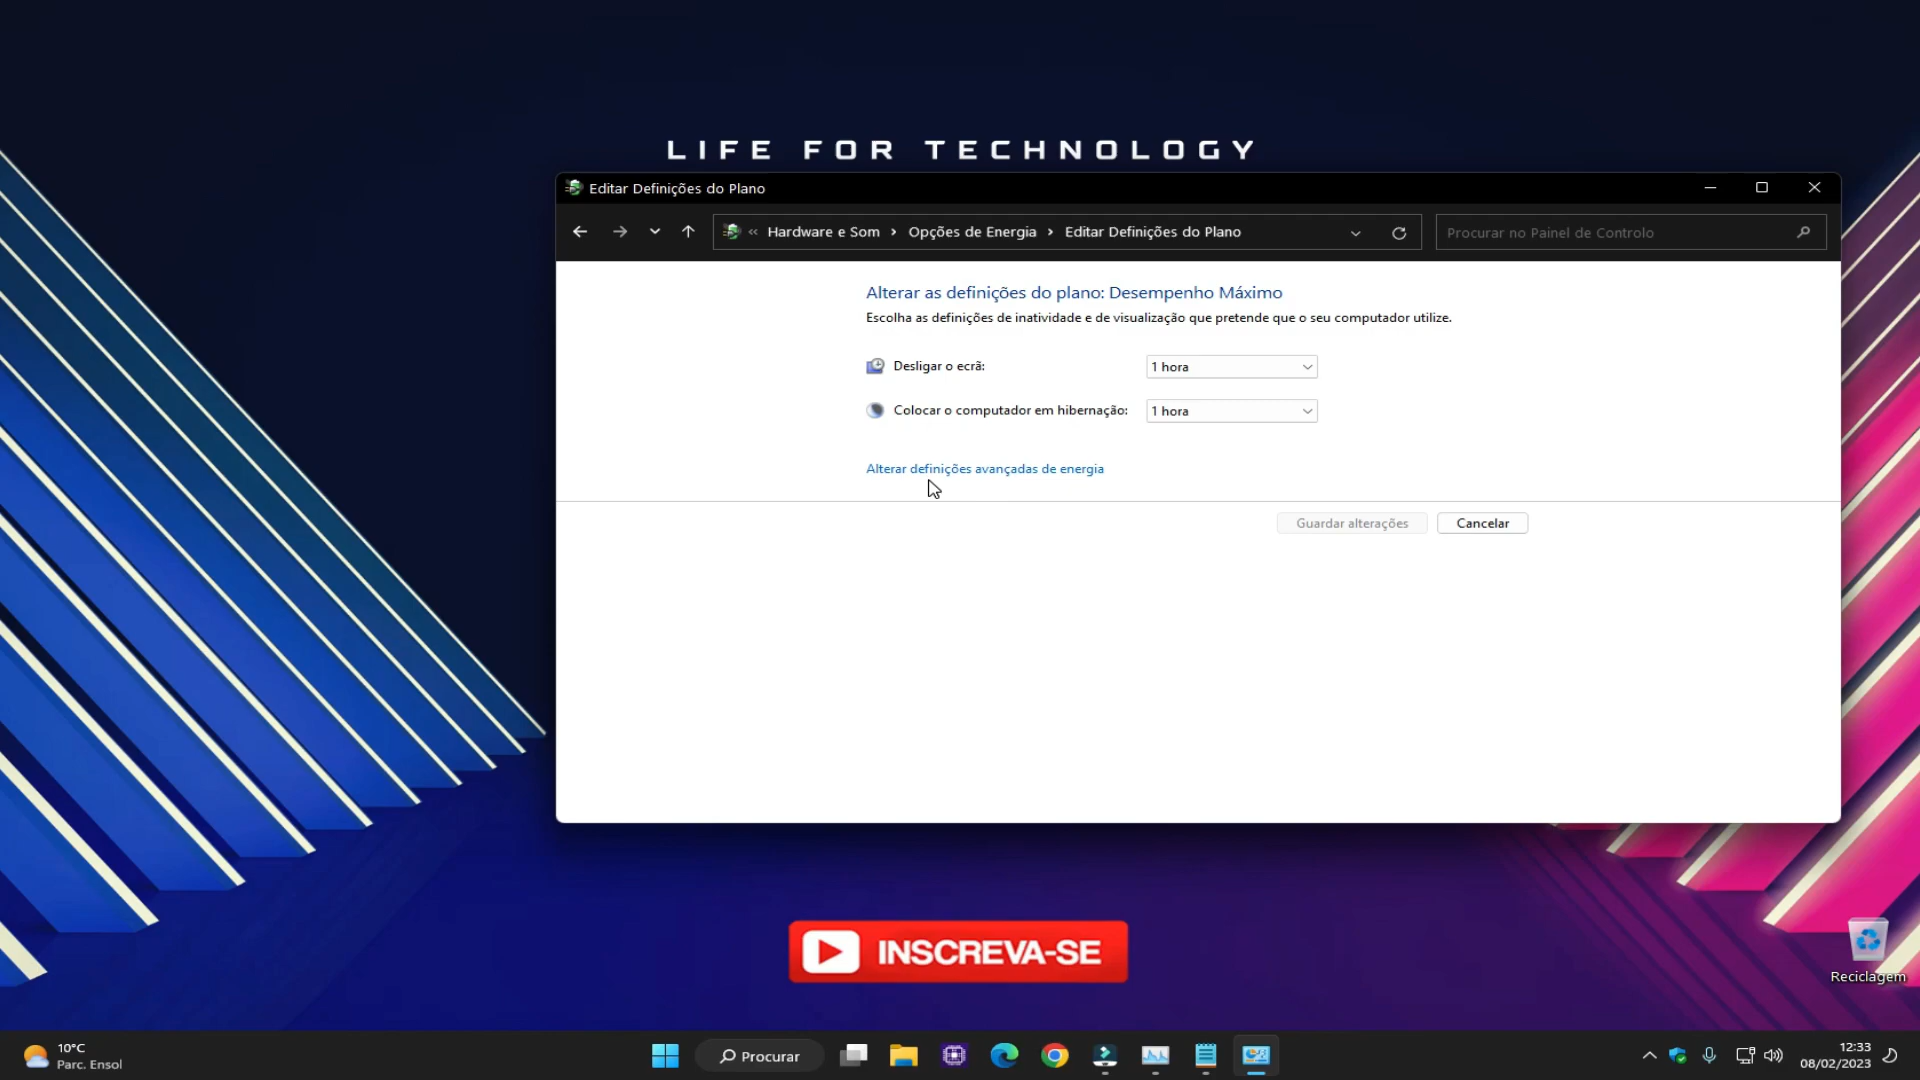 LIFE FOR TECHNOLOGY
Editar Definições do Plano
« Hardware e Som › Opções de Energia › Editar Definições do Plano
Procurar no Painel de Controlo
Alterar as definições do plano: Desempenho Máximo
Escolha as definições de inatividade e de visualização que pretende que o seu computador utilize.
Desligar o ecrã: 1 hora
Colocar o computador em hibernação: 1 hora
Alterar definições avançadas de energia
Guardar alterações Cancelar
INSCREVA-SE
Reciclagem
10°C
Parc. Ensol
Procurar
12:33
08/02/2023